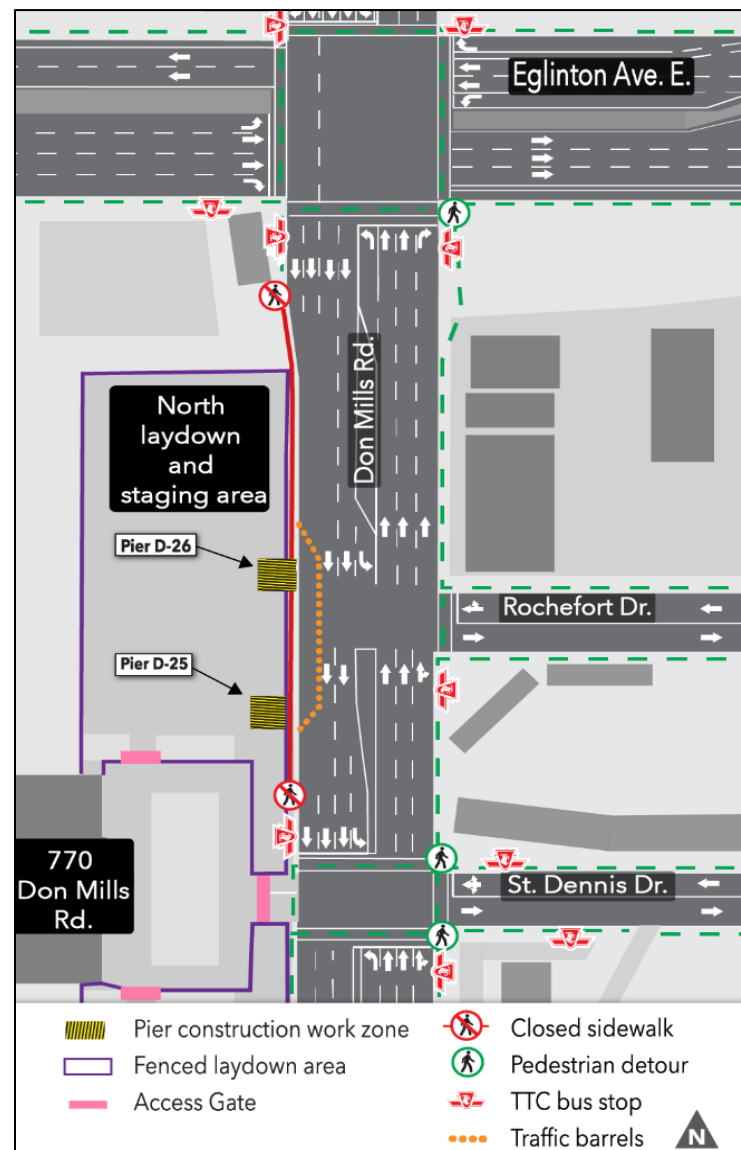 Eglinton Ave. E.
Don Mills Rd.
North
laydown
and
staging area
Pier D-26
Rochefort Dr.
Pier D-25
770
Don Mills
Rd.
St. Dennis Dr.
Pier construction work zone
Closed sidewalk
Fenced laydown area
Pedestrian detour
Access Gate
TTC bus stop
Traffic barrels
N